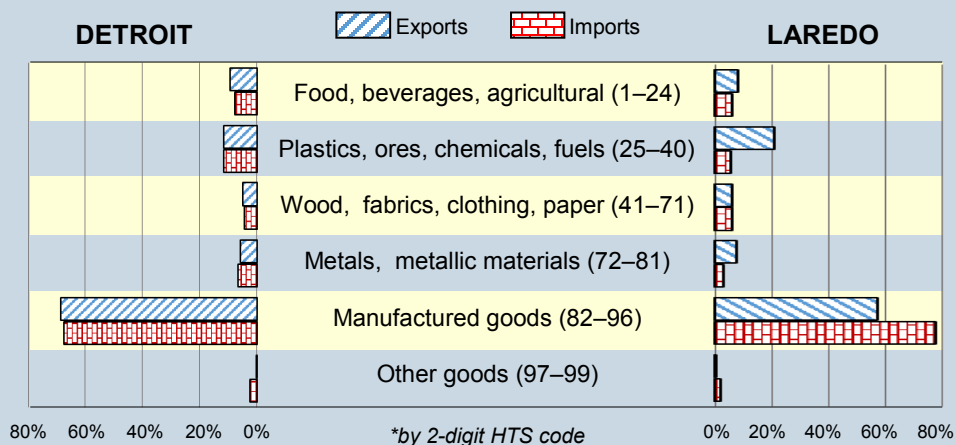 DETROIT
Exports
Imports
LAREDO
Food, beverages, agricultural (1–24)
Plastics, ores, chemicals, fuels (25–40)
Wood, fabrics, clothing, paper (41–71)
Metals, metallic materials (72–81)
Manufactured goods (82–96)
Other goods (97–99)
80% 60% 40% 20% 0%
*by 2-digit HTS code
0% 20% 40% 60% 80%